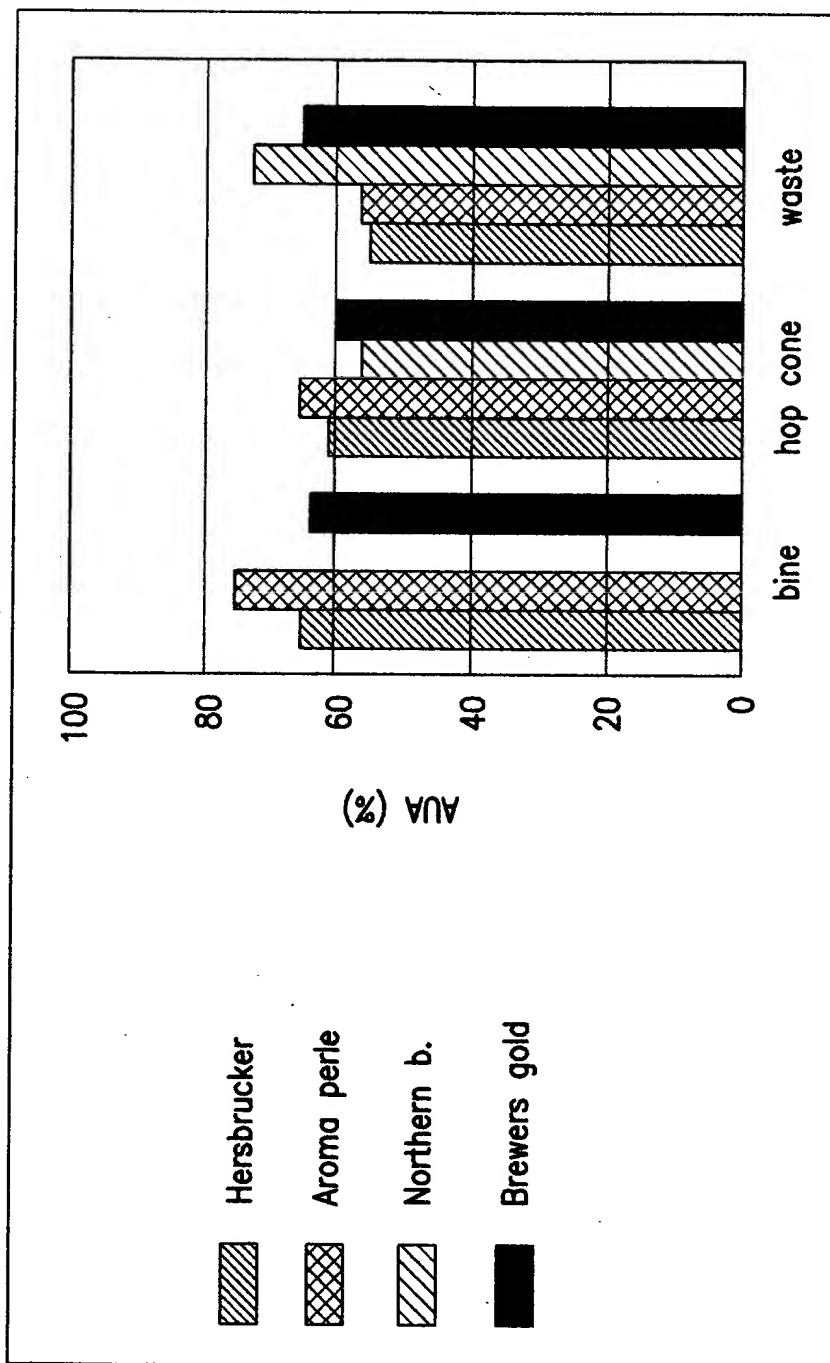 Hersbrucker
Aroma perle
Northern b.
Brewers gold
AUA (%)
100
80
60
40
20
0
bine
hop cone
waste